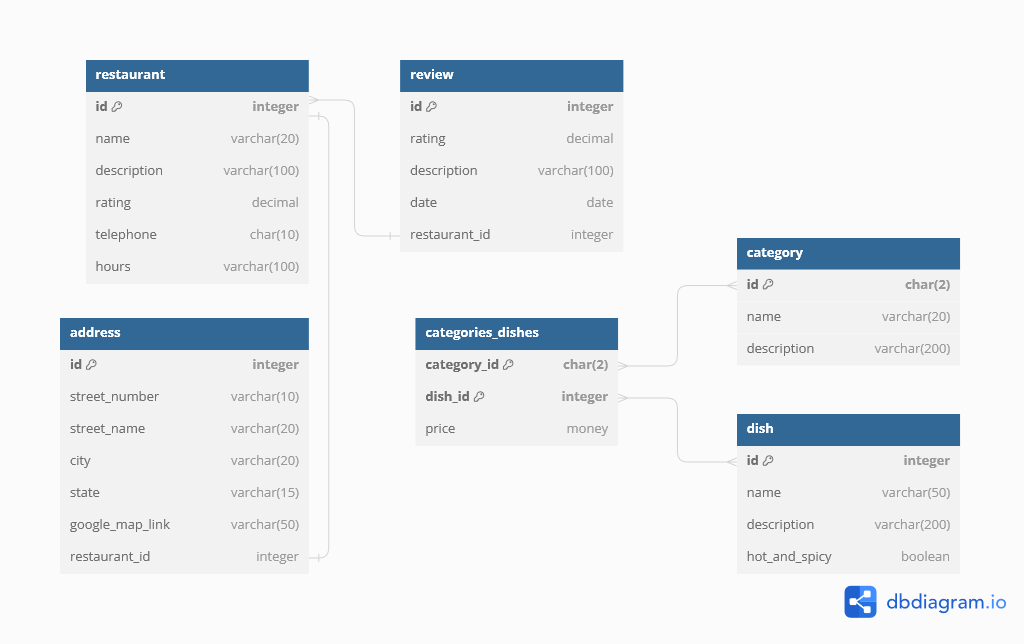 restaurant
id integer
name varchar(20)
description varchar(100)
rating decimal
telephone char(10)
hours varchar(100)
review
id integer
rating decimal
description varchar(100)
date date
restaurant_id integer
address
id integer
street_number varchar(10)
street_name varchar(20)
city varchar(20)
state varchar(15)
google_map_link varchar(50)
restaurant_id integer
categories_dishes
category_id char(2)
dish_id integer
price money
category
id char(2)
name varchar(20)
description varchar(200)
dish
id integer
name varchar(50)
description varchar(200)
hot_and_spicy boolean
dbdiagram.io